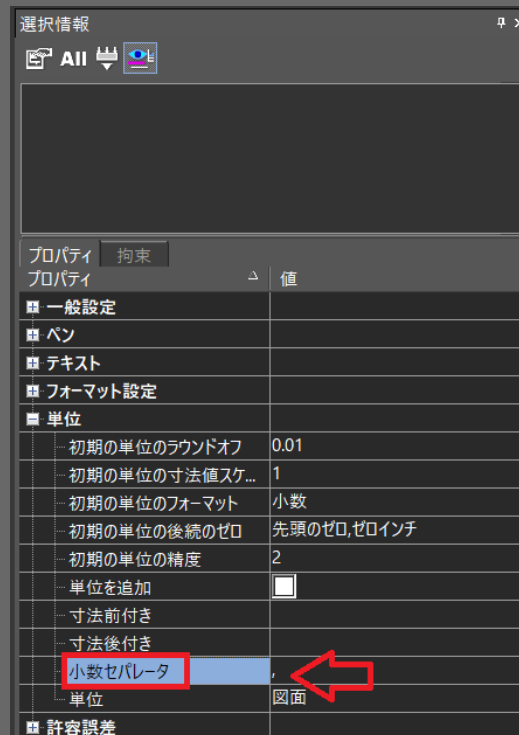 選択情報
All
プロパティ 拘束
プロパティ 値
一般設定
ペン
テキスト
フォーマット設定
単位
初期の単位のラウンドオフ 0.01
初期の単位の寸法値スケ... 1
初期の単位のフォーマット 小数
初期の単位の後続のゼロ 先頭のゼロ,ゼロインチ
初期の単位の精度 2
単位を追加
寸法前付き
寸法後付き
小数セパレータ ,
単位 図面
許容誤差